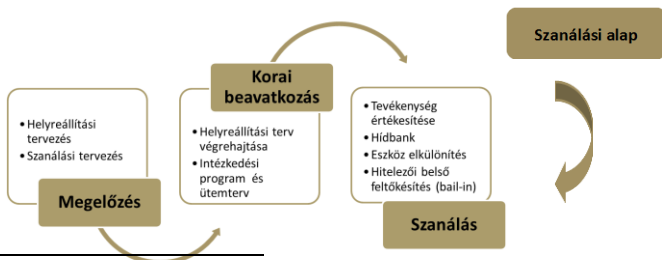 Szanálási alap
Korai
beavatkozás
• Helyreállítási
tervezés
• Szanálási tervezés
Megelőzés
• Helyreállítási terv
végrehajtása
• Intézkedési
program és
ütemterv
• Tevékenység
értékesítése
• Hídbank
• Eszköz elkülönítés
• Hitelezői belső
feltőkésítés (bail-in)
Szanálás